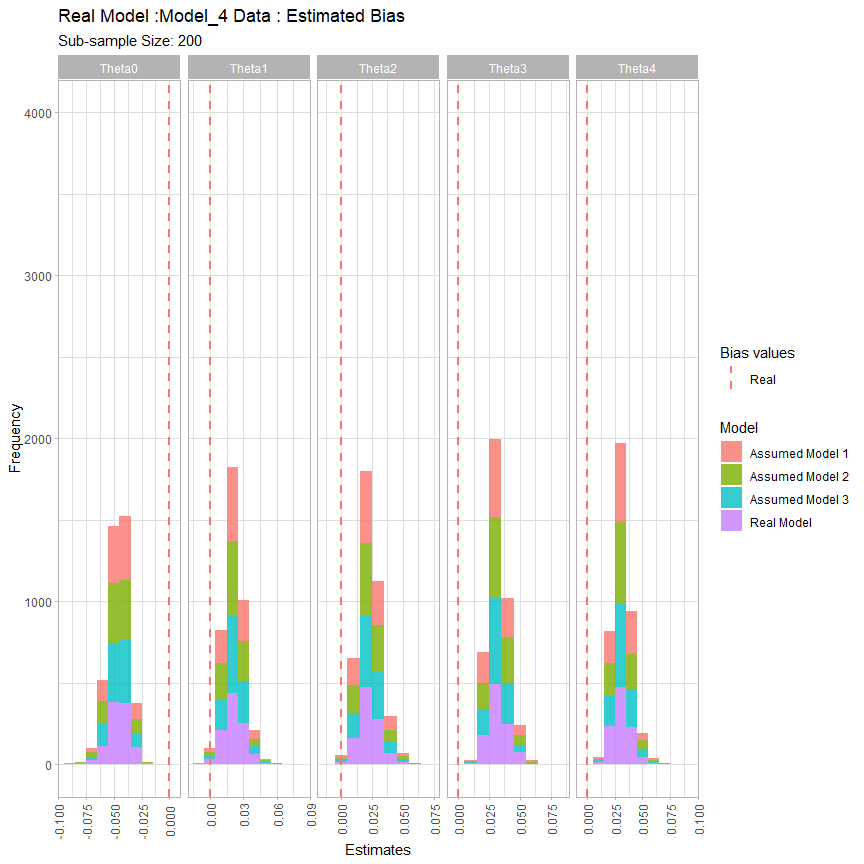 Real Model :Model_4 Data : Estimated Bias
Sub-sample Size: 200
Theta0 Theta1 Theta2 Theta3 Theta4
4000
3000
2000
1000
0
Frequency
-0.100 -0.075 -0.050 -0.025 0.000 0.00 0.03 0.06 0.09 0.000 0.025 0.050 0.075 0.000 0.025 0.050 0.075 0.000 0.025 0.050 0.075 0.100
Estimates
Bias values
Real
Model
Assumed Model 1
Assumed Model 2
Assumed Model 3
Real Model